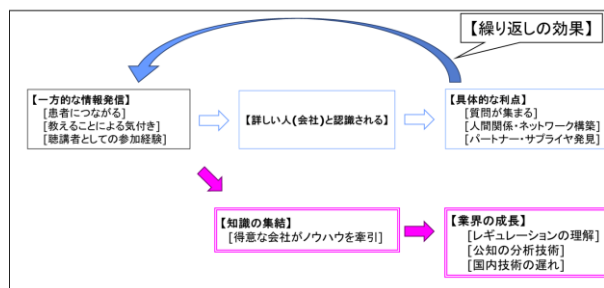 【繰り返しの効果】
【一方的な情報発信】
[患者につながる]
[教えることによる気付き]
[聴講者としての参加経験]
【詳しい人(会社)と認識される】
【具体的な利点】
[質問が集まる]
[人間関係・ネットワーク構築]
[パートナー・サプライヤ発見]
【知識の集結】
[得意な会社がノウハウを牽引]
【業界の成長】
[レギュレーションの理解]
[公知の分析技術]
[国内技術の遅れ]